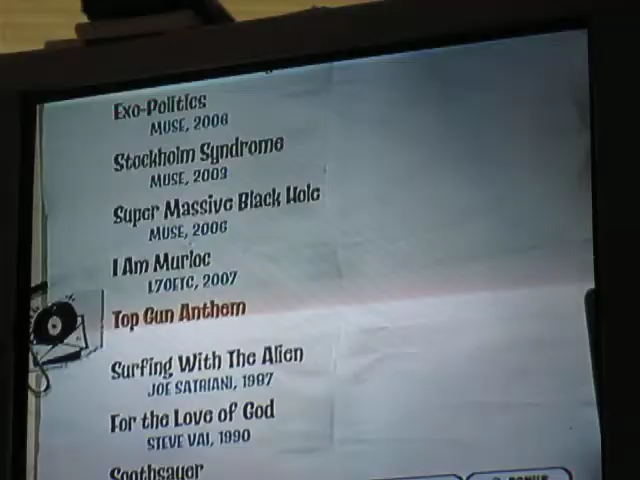 Exo-Politics
MUSE, 2006
Stockholm Syndrome
MUSE, 2003
Super Massive Black Hole
MUSE, 2006
I Am Murloc
L70ETC, 2007
Top Gun Anthem
Surfing With The Alien
JOE SATRIANI, 1987
For the Love of God
STEVE VAI, 1990
Soothsayer